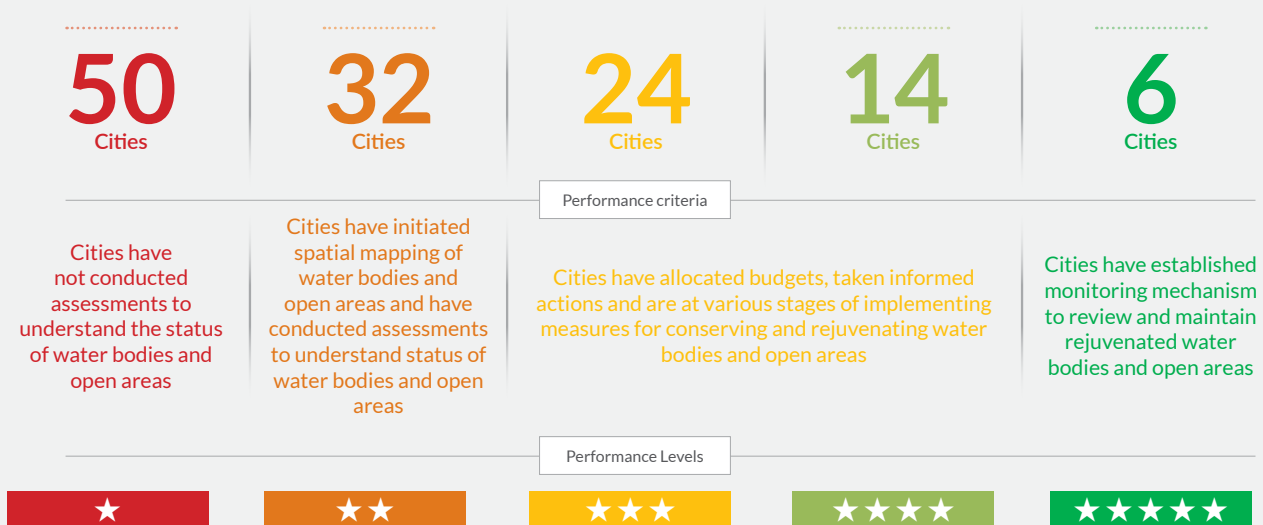 50
Cities
32
Cities
24
Cities
14
Cities
6
Cities
Performance criteria
Cities have
not conducted
assessments to
understand the status
of water bodies and
open areas
Cities have initiated
spatial mapping of
water bodies and
open areas and have
conducted assessments
to understand status of
water bodies and open
areas
Cities have allocated budgets, taken informed
actions and are at various stages of implementing
measures for conserving and rejuvenating water
bodies and open areas
Cities have established
monitoring mechanism
to review and maintain
rejuvenated water
bodies and open areas
Performance Levels